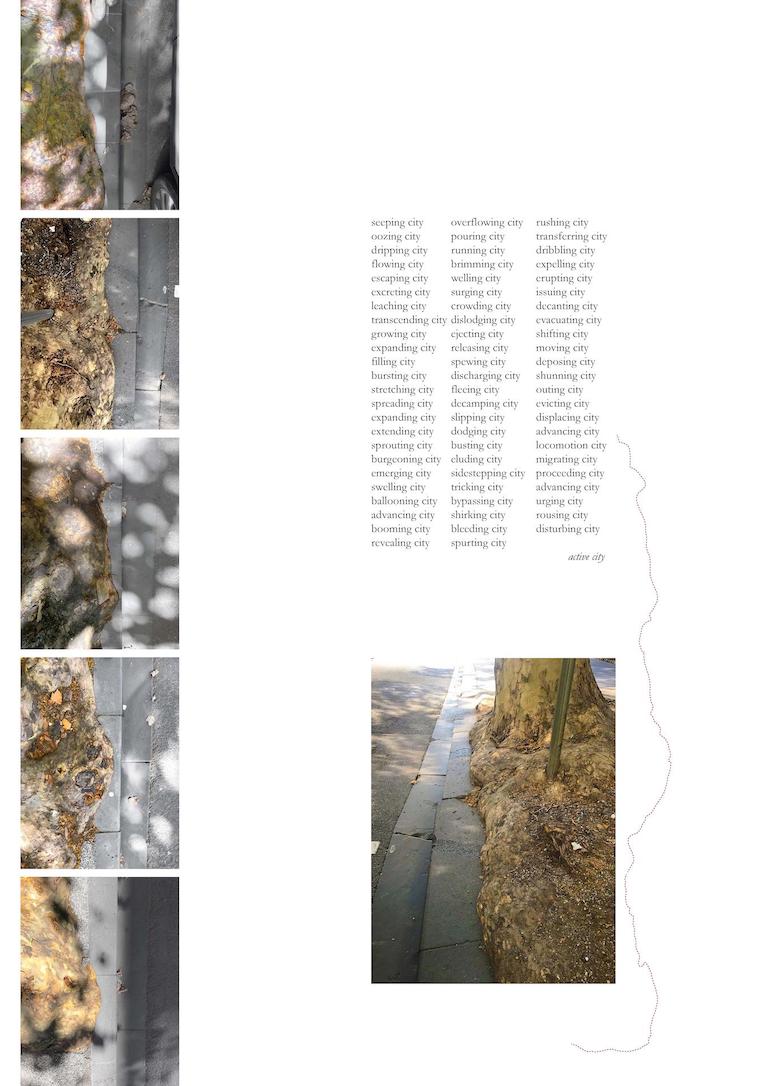 seeping city
oozing city
dripping city
flowing city
escaping city
excreting city
leaching city
transcending city
growing city
expanding city
filling city
bursting city
stretching city
spreading city
expanding city
extending city
sprouting city
burgeoning city
emerging city
swelling city
ballooning city
advancing city
booming city
revealing city
overflowing city
pouring city
running city
brimming city
welling city
surging city
crowding city
dislodging city
ejecting city
releasing city
spewing city
discharging city
fleeing city
decamping city
slipping city
dodging city
busting city
eluding city
sidestepping city
tricking city
bypassing city
shirking city
bleeding city
spurting city
rushing city
transferring city
dribbling city
expelling city
erupting city
issuing city
decanting city
evacuating city
shifting city
moving city
deposing city
shunning city
outing city
evicting city
displacing city
advancing city
locomotion city
migrating city
proceeding city
advancing city
urging city
rousing city
disturbing city
active city